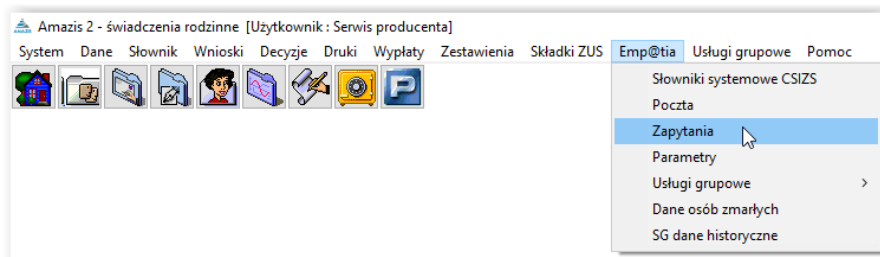 Amazis 2 - świadczenia rodzinne [Użytkownik : Serwis producenta]
System Dane Słownik Wnioski Decyzje Druki Wypłaty Zestawienia Składki ZUS Emp@tia Usługi grupowe Pomoc
Słowniki systemowe CSIZS
Poczta
Zapytania
Parametry
Usługi grupowe
Dane osób zmarłych
SG dane historyczne